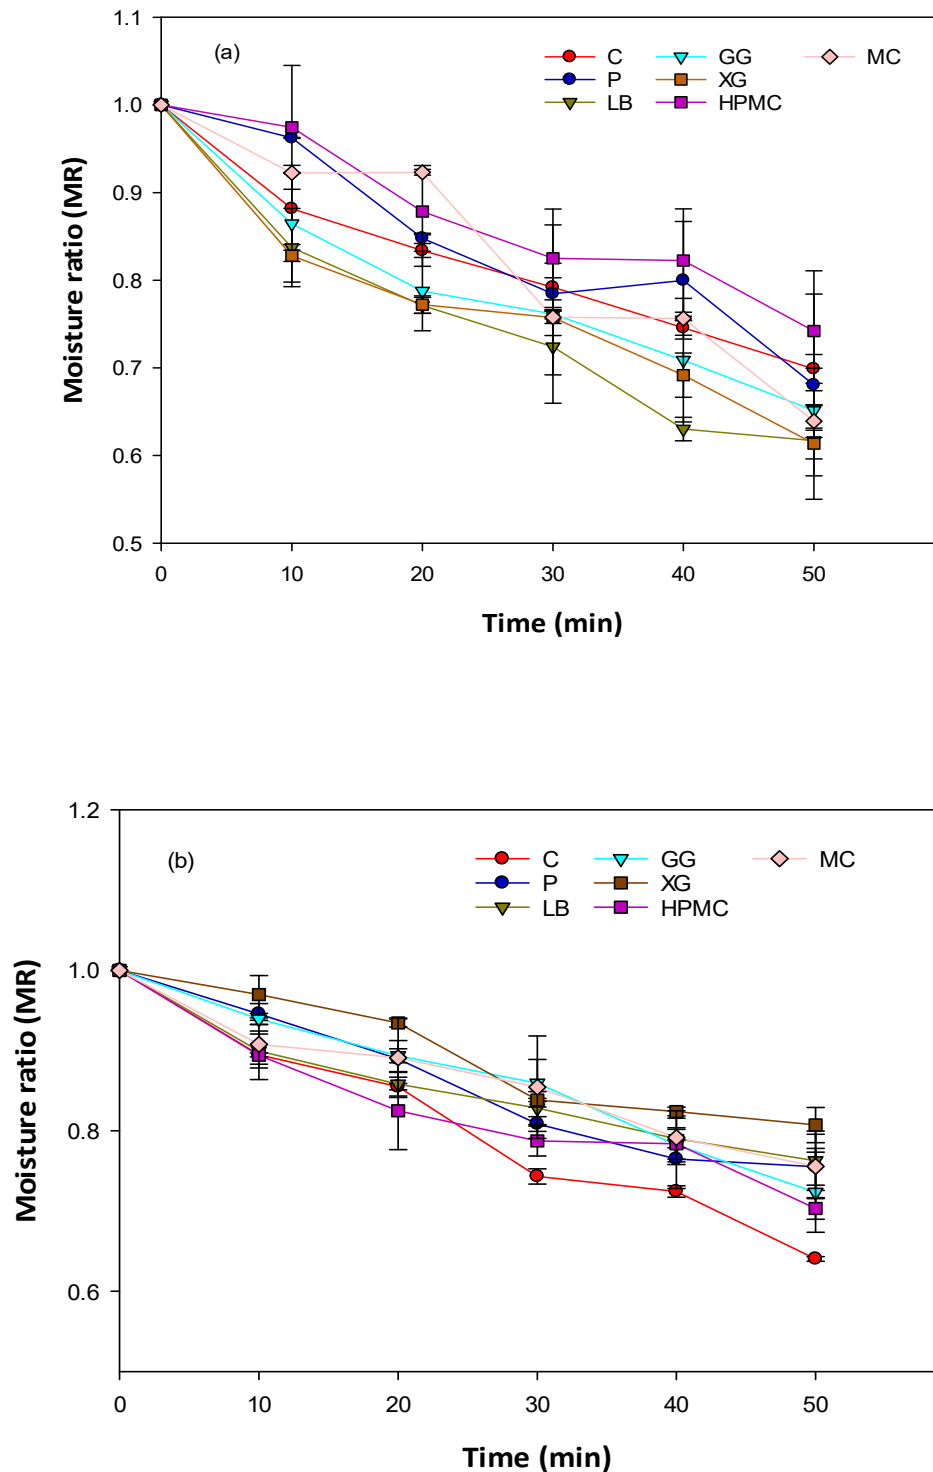 1.1
(a)
C GG MC
P XG
LB HPMC
1.0
0.9
0.8
0.7
0.6
0.5
Moisture ratio (MR)
0 10 20 30 40 50
Time (min)
1.2
(b)
C GG MC
P XG
LB HPMC
1.0
0.8
0.6
Moisture ratio (MR)
0 10 20 30 40 50
Time (min)